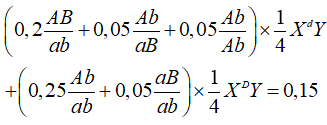 (0,2 AB/ab + 0,05 Ab/aB + 0,05 Ab/Ab) × 1/4 X^d Y
+ (0,25 Ab/ab + 0,05 aB/ab) × 1/4 X^D Y = 0,15